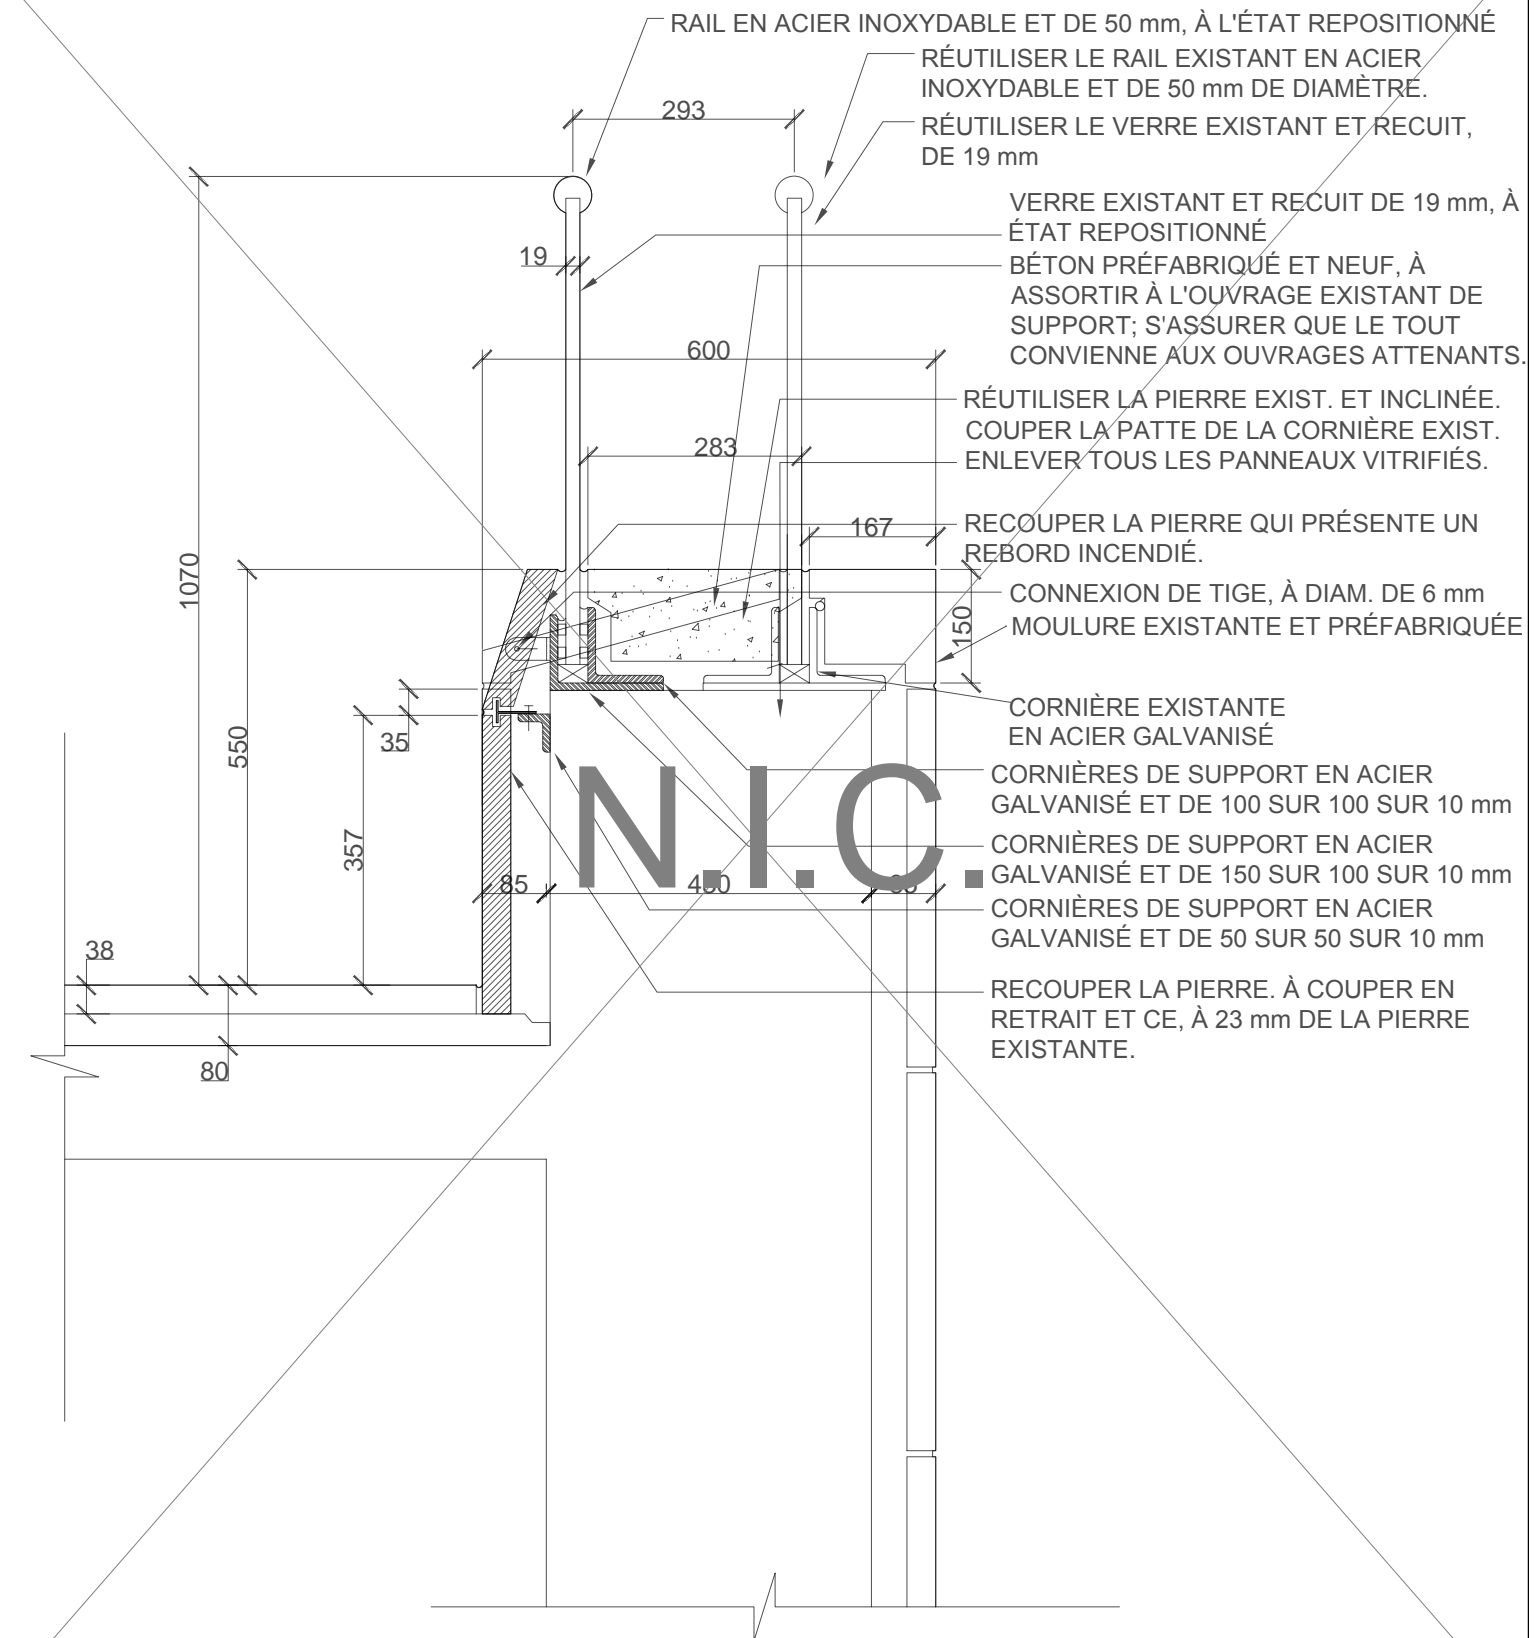 RAIL EN ACIER INOXYDABLE ET DE 50 mm, À L'ÉTAT REPOSITIONNÉ
RÉUTILISER LE RAIL EXISTANT EN ACIER
INOXYDABLE ET DE 50 mm DE DIAMÈTRE.
293
RÉUTILISER LE VERRE EXISTANT ET RECUIT,
DE 19 mm
VERRE EXISTANT ET RECUIT DE 19 mm, À
ÉTAT REPOSITIONNÉ
19
BÉTON PRÉFABRIQUÉ ET NEUF, À
ASSORTIR À L'OUVRAGE EXISTANT DE
SUPPORT; S'ASSURER QUE LE TOUT
CONVIENNE AUX OUVRAGES ATTENANTS.
600
RÉUTILISER LA PIERRE EXIST. ET INCLINÉE.
COUPER LA PATTE DE LA CORNIÈRE EXIST.
ENLEVER TOUS LES PANNEAUX VITRIFIÉS.
283
167
RECOUPER LA PIERRE QUI PRÉSENTE UN
REBORD INCENDIÉ.
1070
CONNEXION DE TIGE, À DIAM. DE 6 mm
150
MOULURE EXISTANTE ET PRÉFABRIQUÉE
CORNIÈRE EXISTANTE
EN ACIER GALVANISÉ
35
550
CORNIÈRES DE SUPPORT EN ACIER
GALVANISÉ ET DE 100 SUR 100 SUR 10 mm
N.I.C.
357
CORNIÈRES DE SUPPORT EN ACIER
GALVANISÉ ET DE 150 SUR 100 SUR 10 mm
85
CORNIÈRES DE SUPPORT EN ACIER
GALVANISÉ ET DE 50 SUR 50 SUR 10 mm
38
RECOUPER LA PIERRE. À COUPER EN
RETRAIT ET CE, À 23 mm DE LA PIERRE
EXISTANTE.
80